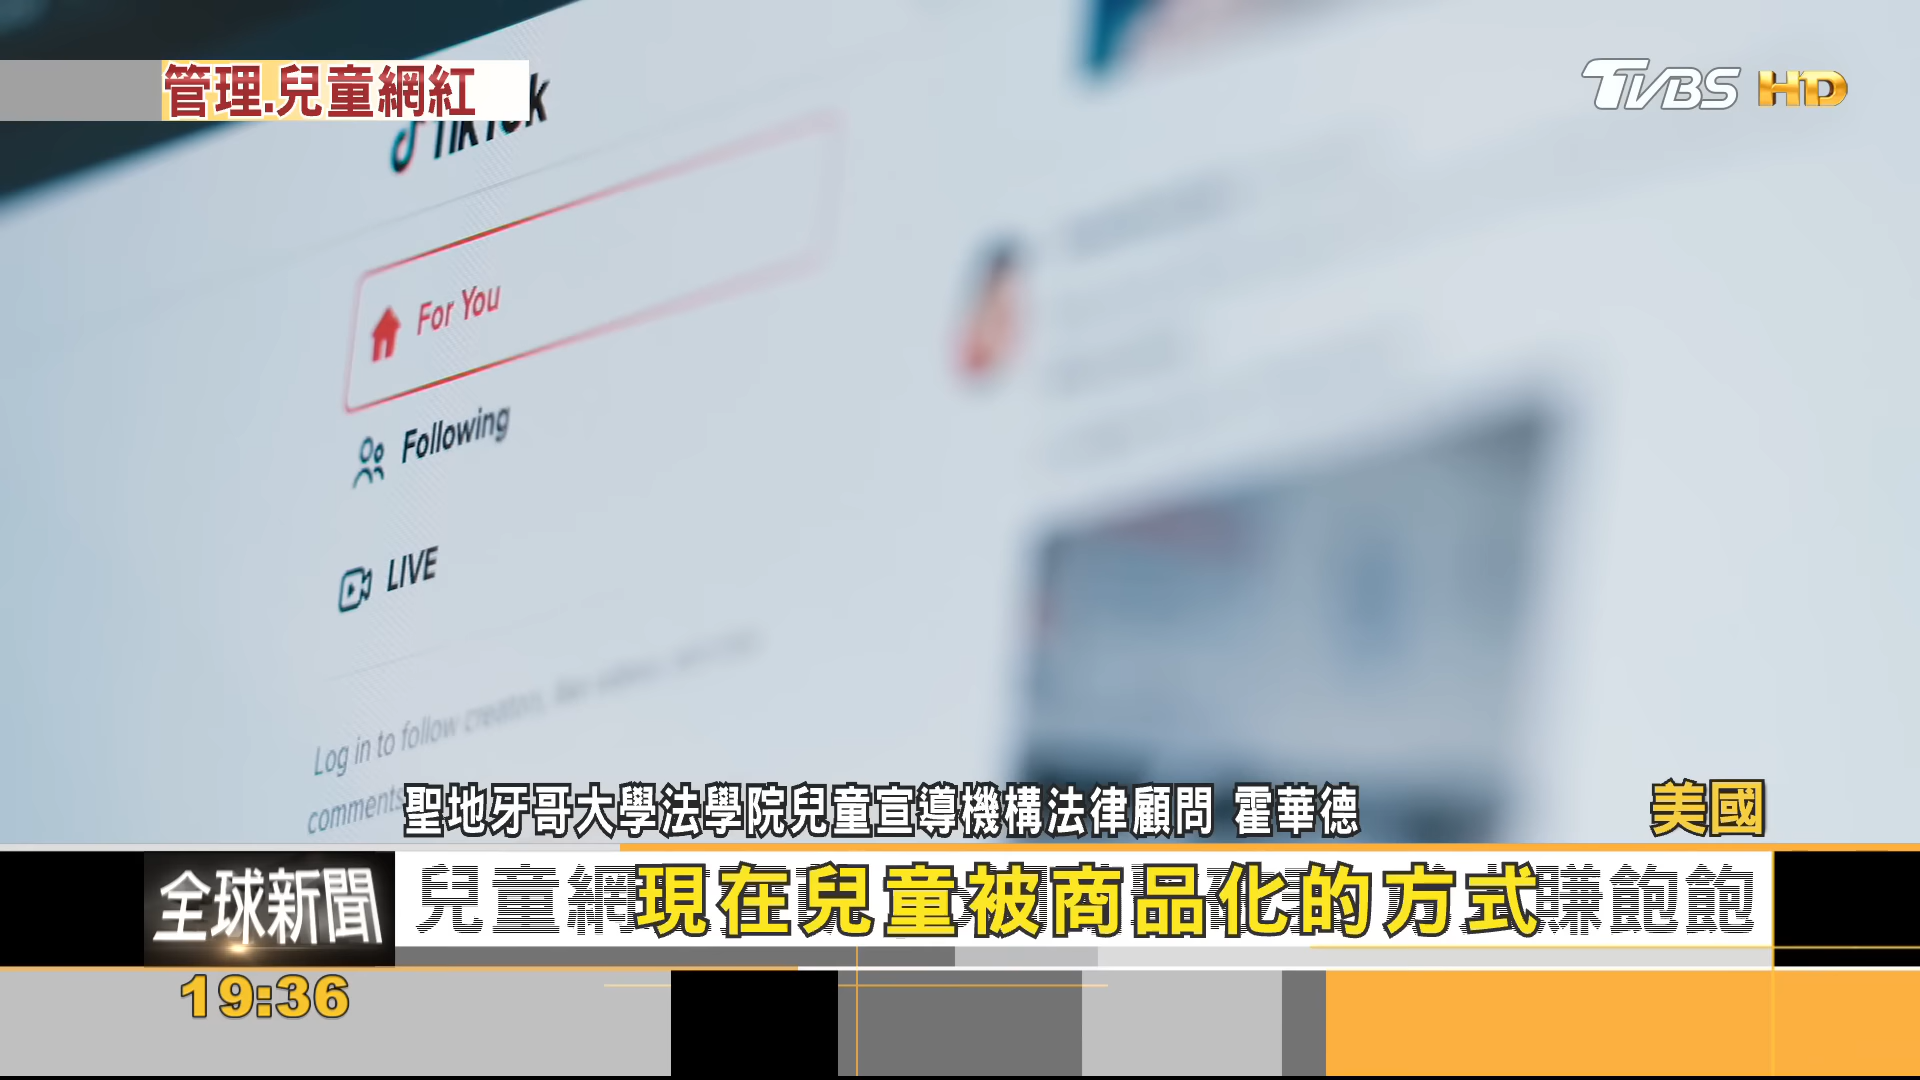 管理.兒童網紅
TVBS HD
TikTok
For You
Following
LIVE
Log in to follow creators,
comments
聖地牙哥大學法學院兒童宣導機構法律顧問 霍華德
美國
全球新聞
兒童網
現在兒童被商品化的方式
賺飽飽
19:36